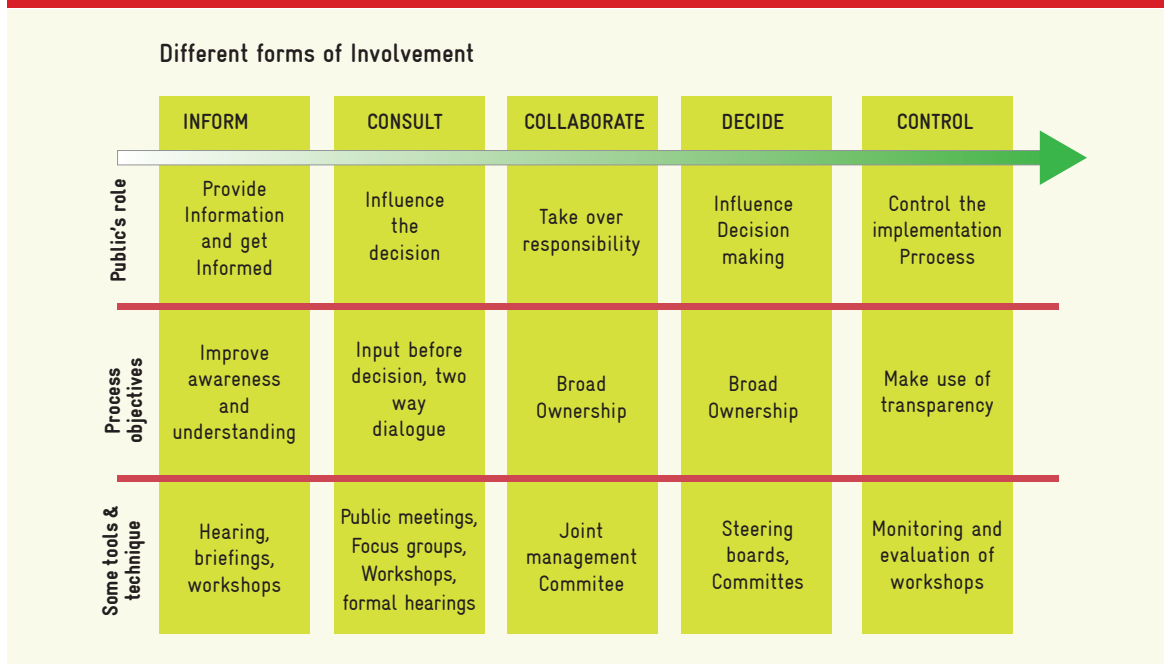 Different forms of Involvement
INFORM
CONSULT
COLLABORATE
DECIDE
CONTROL
Public's role
Provide
Information
and get
Informed
Influence
the
decision
Take over
responsibility
Influence
Decision
making
Control the
implementation
Prrocess
Process
objectives
Improve
awareness
and
understanding
Input before
decision, two
way
dialogue
Broad
Ownership
Broad
Ownership
Make use of
transparency
Some tools &
technique
Hearing,
briefings,
workshops
Public meetings,
Focus groups,
Workshops,
formal hearings
Joint
management
Commitee
Steering
boards,
Committes
Monitoring and
evaluation of
workshops